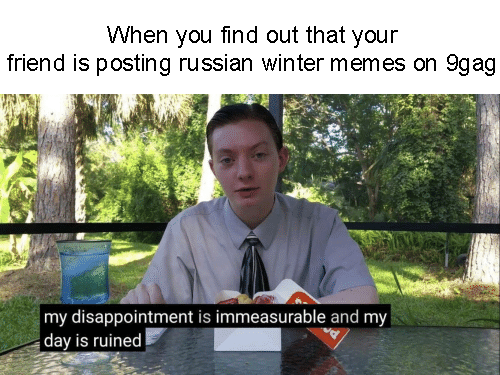 When you find out that your
friend is posting russian winter memes on 9gag
my disappointment is immeasurable and my
day is ruined